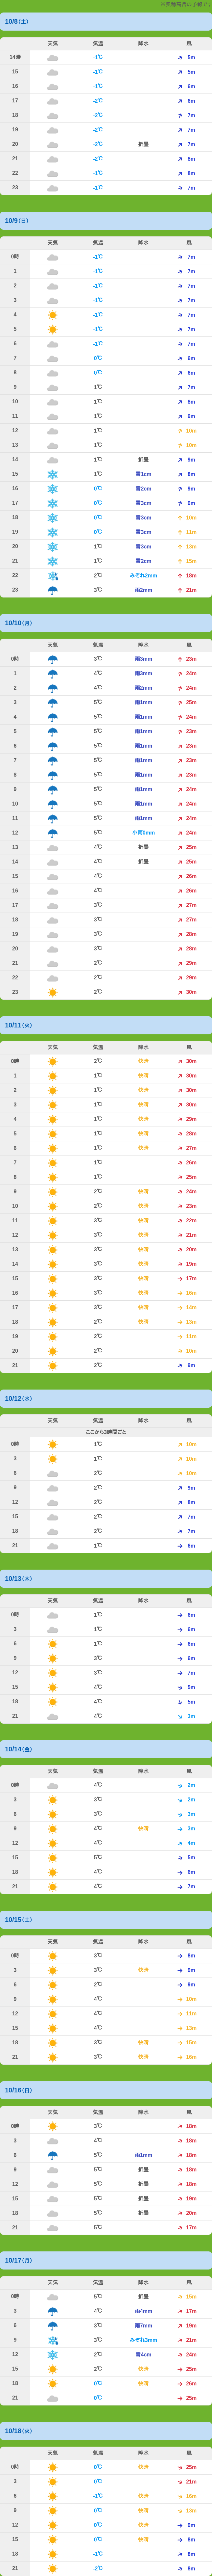 ※標高基準の予報です
10/8(土)
天気 気温 降水 風
14時 -1℃ 5m
15 -1℃ 5m
16 -1℃ 6m
17 -2℃ 6m
18 -2℃ 7m
19 -2℃ 7m
20 -2℃ 折曇 7m
21 -2℃ 8m
22 -1℃ 8m
23 -1℃ 7m
10/9(日)
天気 気温 降水 風
0時 -1℃ 7m
1 -1℃ 7m
2 -1℃ 7m
3 -1℃ 7m
4 -1℃ 7m
5 -1℃ 7m
6 -1℃ 7m
7 0℃ 6m
8 0℃ 6m
9 1℃ 7m
10 1℃ 8m
11 1℃ 9m
12 1℃ 10m
13 1℃ 10m
14 1℃ 折曇 9m
15 1℃ 雪1cm 8m
16 0℃ 雪2cm 9m
17 0℃ 雪3cm 9m
18 0℃ 雪3cm 10m
19 0℃ 雪3cm 11m
20 1℃ 雪3cm 13m
21 1℃ 雪2cm 15m
22 2℃ みぞれ2mm 18m
23 3℃ 雨2mm 21m
10/10(月)
天気 気温 降水 風
0時 3℃ 雨3mm 23m
1 4℃ 雨3mm 24m
2 4℃ 雨2mm 24m
3 5℃ 雨1mm 25m
4 5℃ 雨1mm 24m
5 5℃ 雨1mm 23m
6 5℃ 雨1mm 23m
7 5℃ 雨1mm 23m
8 5℃ 雨1mm 23m
9 5℃ 雨1mm 24m
10 5℃ 雨1mm 24m
11 5℃ 雨1mm 24m
12 5℃ 小雨0mm 24m
13 4℃ 折曇 25m
14 4℃ 折曇 25m
15 4℃ 26m
16 4℃ 26m
17 3℃ 27m
18 3℃ 27m
19 3℃ 28m
20 3℃ 28m
21 2℃ 29m
22 2℃ 29m
23 2℃ 30m
10/11(火)
天気 気温 降水 風
0時 2℃ 快晴 30m
1 1℃ 快晴 30m
2 1℃ 快晴 30m
3 1℃ 快晴 30m
4 1℃ 快晴 29m
5 1℃ 快晴 28m
6 1℃ 快晴 27m
7 1℃ 26m
8 1℃ 25m
9 2℃ 快晴 24m
10 2℃ 快晴 23m
11 3℃ 快晴 22m
12 3℃ 快晴 21m
13 3℃ 快晴 20m
14 3℃ 快晴 19m
15 3℃ 快晴 17m
16 3℃ 快晴 16m
17 3℃ 快晴 14m
18 2℃ 快晴 13m
19 2℃ 11m
20 2℃ 10m
21 2℃ 9m
10/12(水)
天気 気温 降水 風
ここから3時間ごと
0時 1℃ 10m
3 1℃ 10m
6 2℃ 10m
9 2℃ 9m
12 2℃ 8m
15 2℃ 7m
18 2℃ 7m
21 1℃ 6m
10/13(木)
天気 気温 降水 風
0時 1℃ 6m
3 1℃ 6m
6 1℃ 6m
9 3℃ 6m
12 3℃ 7m
15 4℃ 5m
18 4℃ 5m
21 4℃ 3m
10/14(金)
天気 気温 降水 風
0時 4℃ 2m
3 3℃ 2m
6 3℃ 3m
9 4℃ 快晴 3m
12 4℃ 4m
15 5℃ 5m
18 4℃ 6m
21 4℃ 7m
10/15(土)
天気 気温 降水 風
0時 3℃ 8m
3 3℃ 快晴 9m
6 2℃ 9m
9 4℃ 10m
12 4℃ 11m
15 4℃ 13m
18 3℃ 快晴 15m
21 3℃ 快晴 16m
10/16(日)
天気 気温 降水 風
0時 3℃ 18m
3 4℃ 18m
6 5℃ 雨1mm 18m
9 5℃ 折曇 18m
12 5℃ 折曇 18m
15 5℃ 折曇 19m
18 5℃ 折曇 20m
21 5℃ 17m
10/17(月)
天気 気温 降水 風
0時 5℃ 折曇 15m
3 4℃ 雨4mm 17m
6 3℃ 雨7mm 19m
9 3℃ みぞれ3mm 21m
12 2℃ 雪4cm 24m
15 2℃ 快晴 25m
18 0℃ 快晴 26m
21 0℃ 25m
10/18(火)
天気 気温 降水 風
0時 0℃ 快晴 25m
3 0℃ 21m
6 -1℃ 快晴 16m
9 0℃ 快晴 13m
12 0℃ 快晴 9m
15 0℃ 快晴 8m
18 -1℃ 8m
21 -2℃ 8m